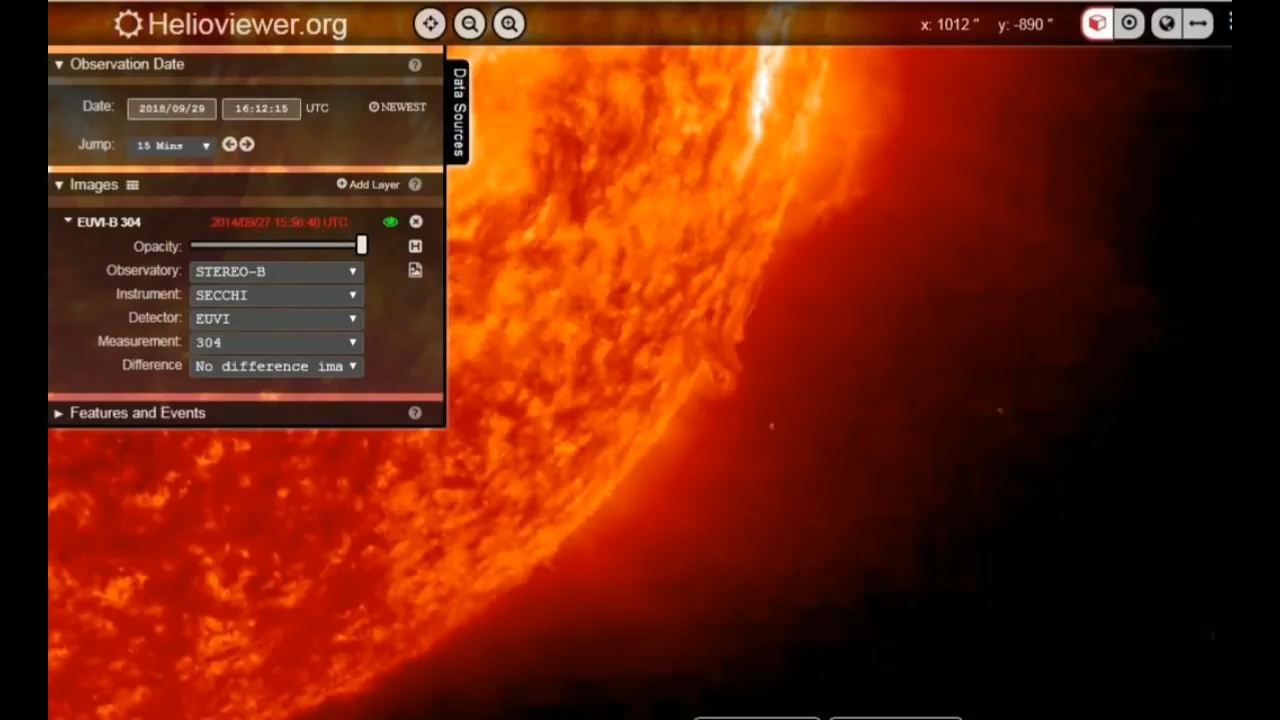 Helioviewer.org
x: 1012 " y: -890 "
Observation Date
Date: 2018/09/29 16:12:15 UTC NEWEST
Jump: 15 Mins
Data Sources
Images Add Layer
EUVI-B 304 2014/09/27 15:56:46 UTC
Opacity:
Observatory: STEREO-B
Instrument: SECCHI
Detector: EUVI
Measurement: 304
Difference No difference ima
Features and Events